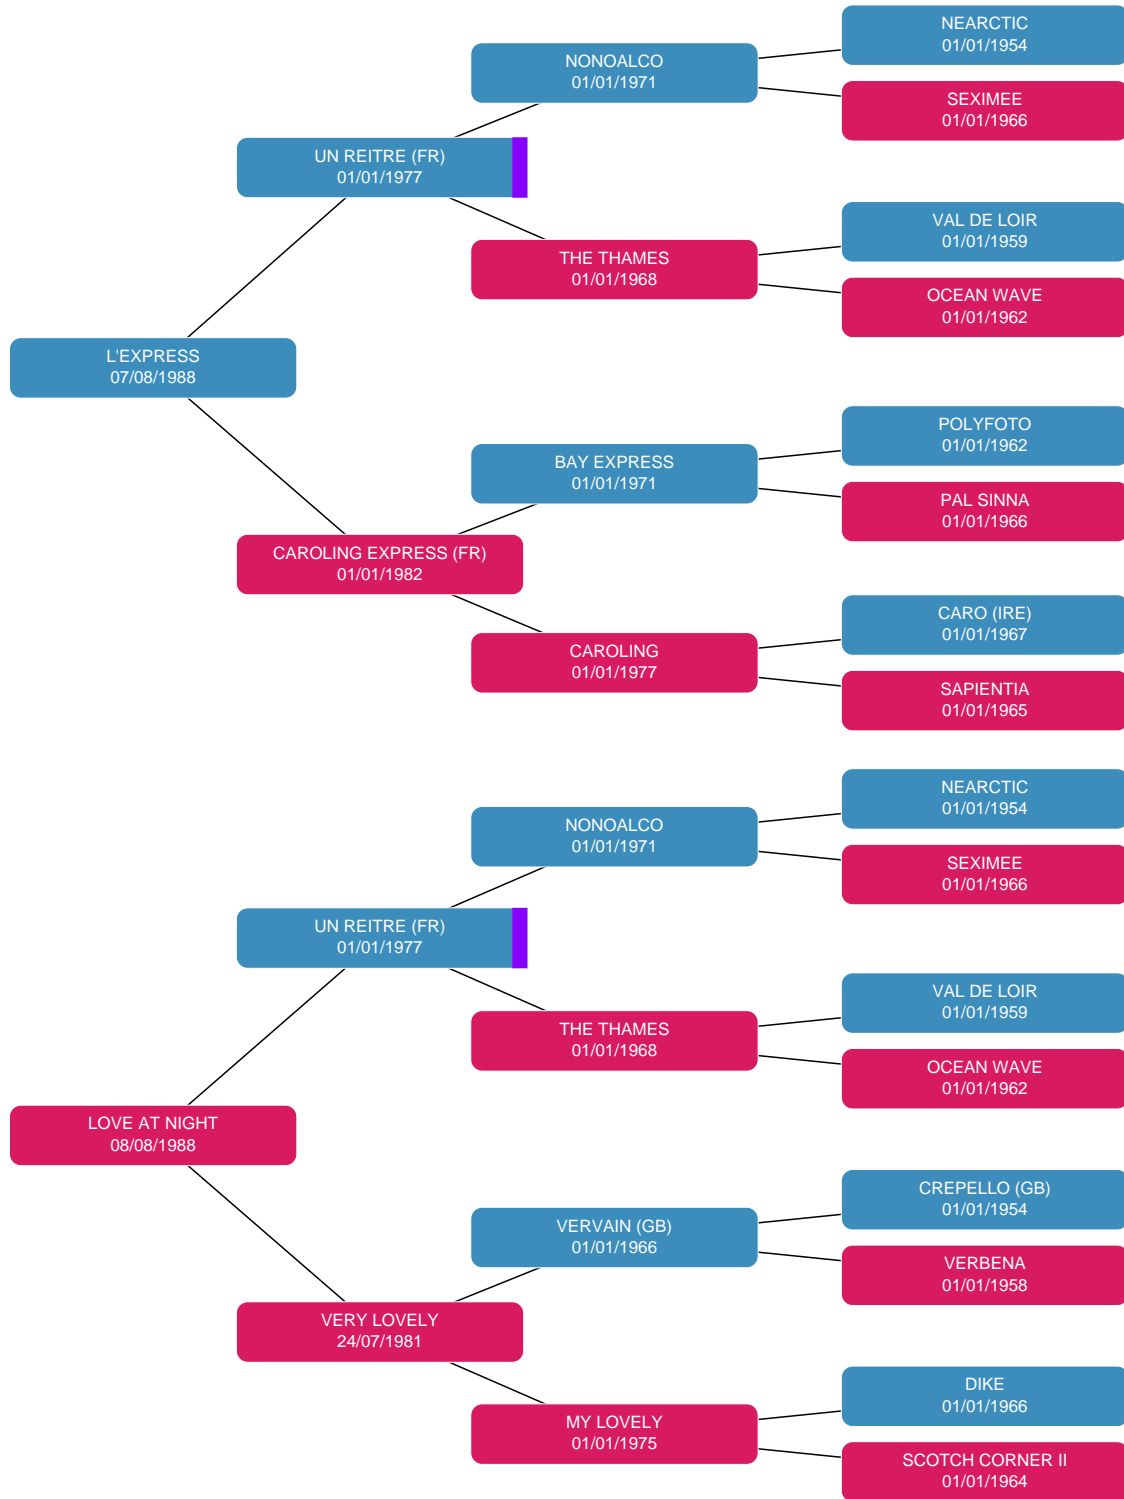 NEARCTIC
01/01/1954
NONOALCO
01/01/1971
SEXIMEE
01/01/1966
UN REITRE (FR)
01/01/1977
VAL DE LOIR
01/01/1959
THE THAMES
01/01/1968
OCEAN WAVE
01/01/1962
L'EXPRESS
07/08/1988
POLYFOTO
01/01/1962
BAY EXPRESS
01/01/1971
PAL SINNA
01/01/1966
CAROLING EXPRESS (FR)
01/01/1982
CARO (IRE)
01/01/1967
CAROLING
01/01/1977
SAPIENTIA
01/01/1965
NEARCTIC
01/01/1954
NONOALCO
01/01/1971
SEXIMEE
01/01/1966
UN REITRE (FR)
01/01/1977
VAL DE LOIR
01/01/1959
THE THAMES
01/01/1968
OCEAN WAVE
01/01/1962
LOVE AT NIGHT
08/08/1988
CREPELLO (GB)
01/01/1954
VERVAIN (GB)
01/01/1966
VERBENA
01/01/1958
VERY LOVELY
24/07/1981
DIKE
01/01/1966
MY LOVELY
01/01/1975
SCOTCH CORNER II
01/01/1964